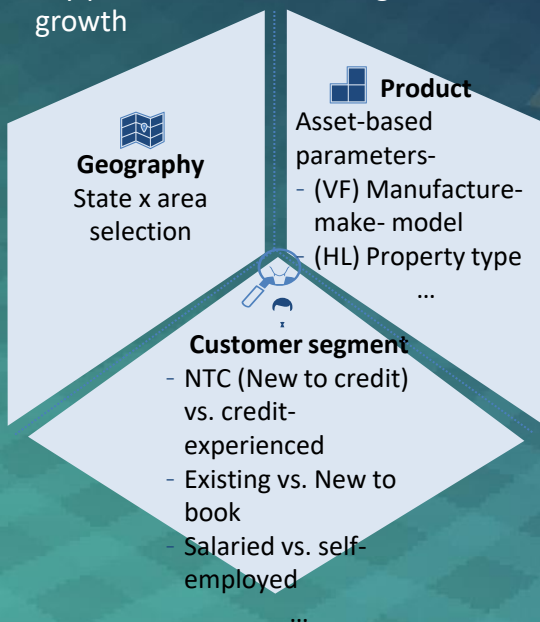 growth
Geography
State x area
selection
Product
Asset-based
parameters-
- (VF) Manufacture-
make- model
- (HL) Property type
...
Customer segment
- NTC (New to credit)
vs. credit-
experienced
- Existing vs. New to
book
- Salaried vs. self-
employed
...